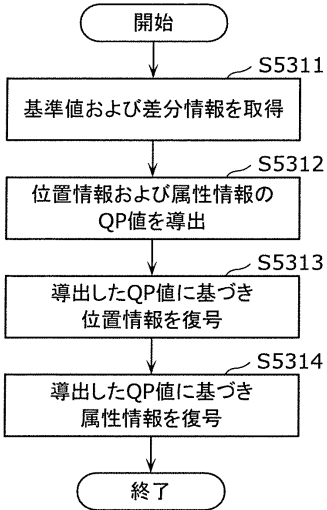 開始
S5311
基準値および差分情報を取得
S5312
位置情報および属性情報の
QP値を導出
S5313
導出したQP値に基づき
位置情報を復号
S5314
導出したQP値に基づき
属性情報を復号
終了